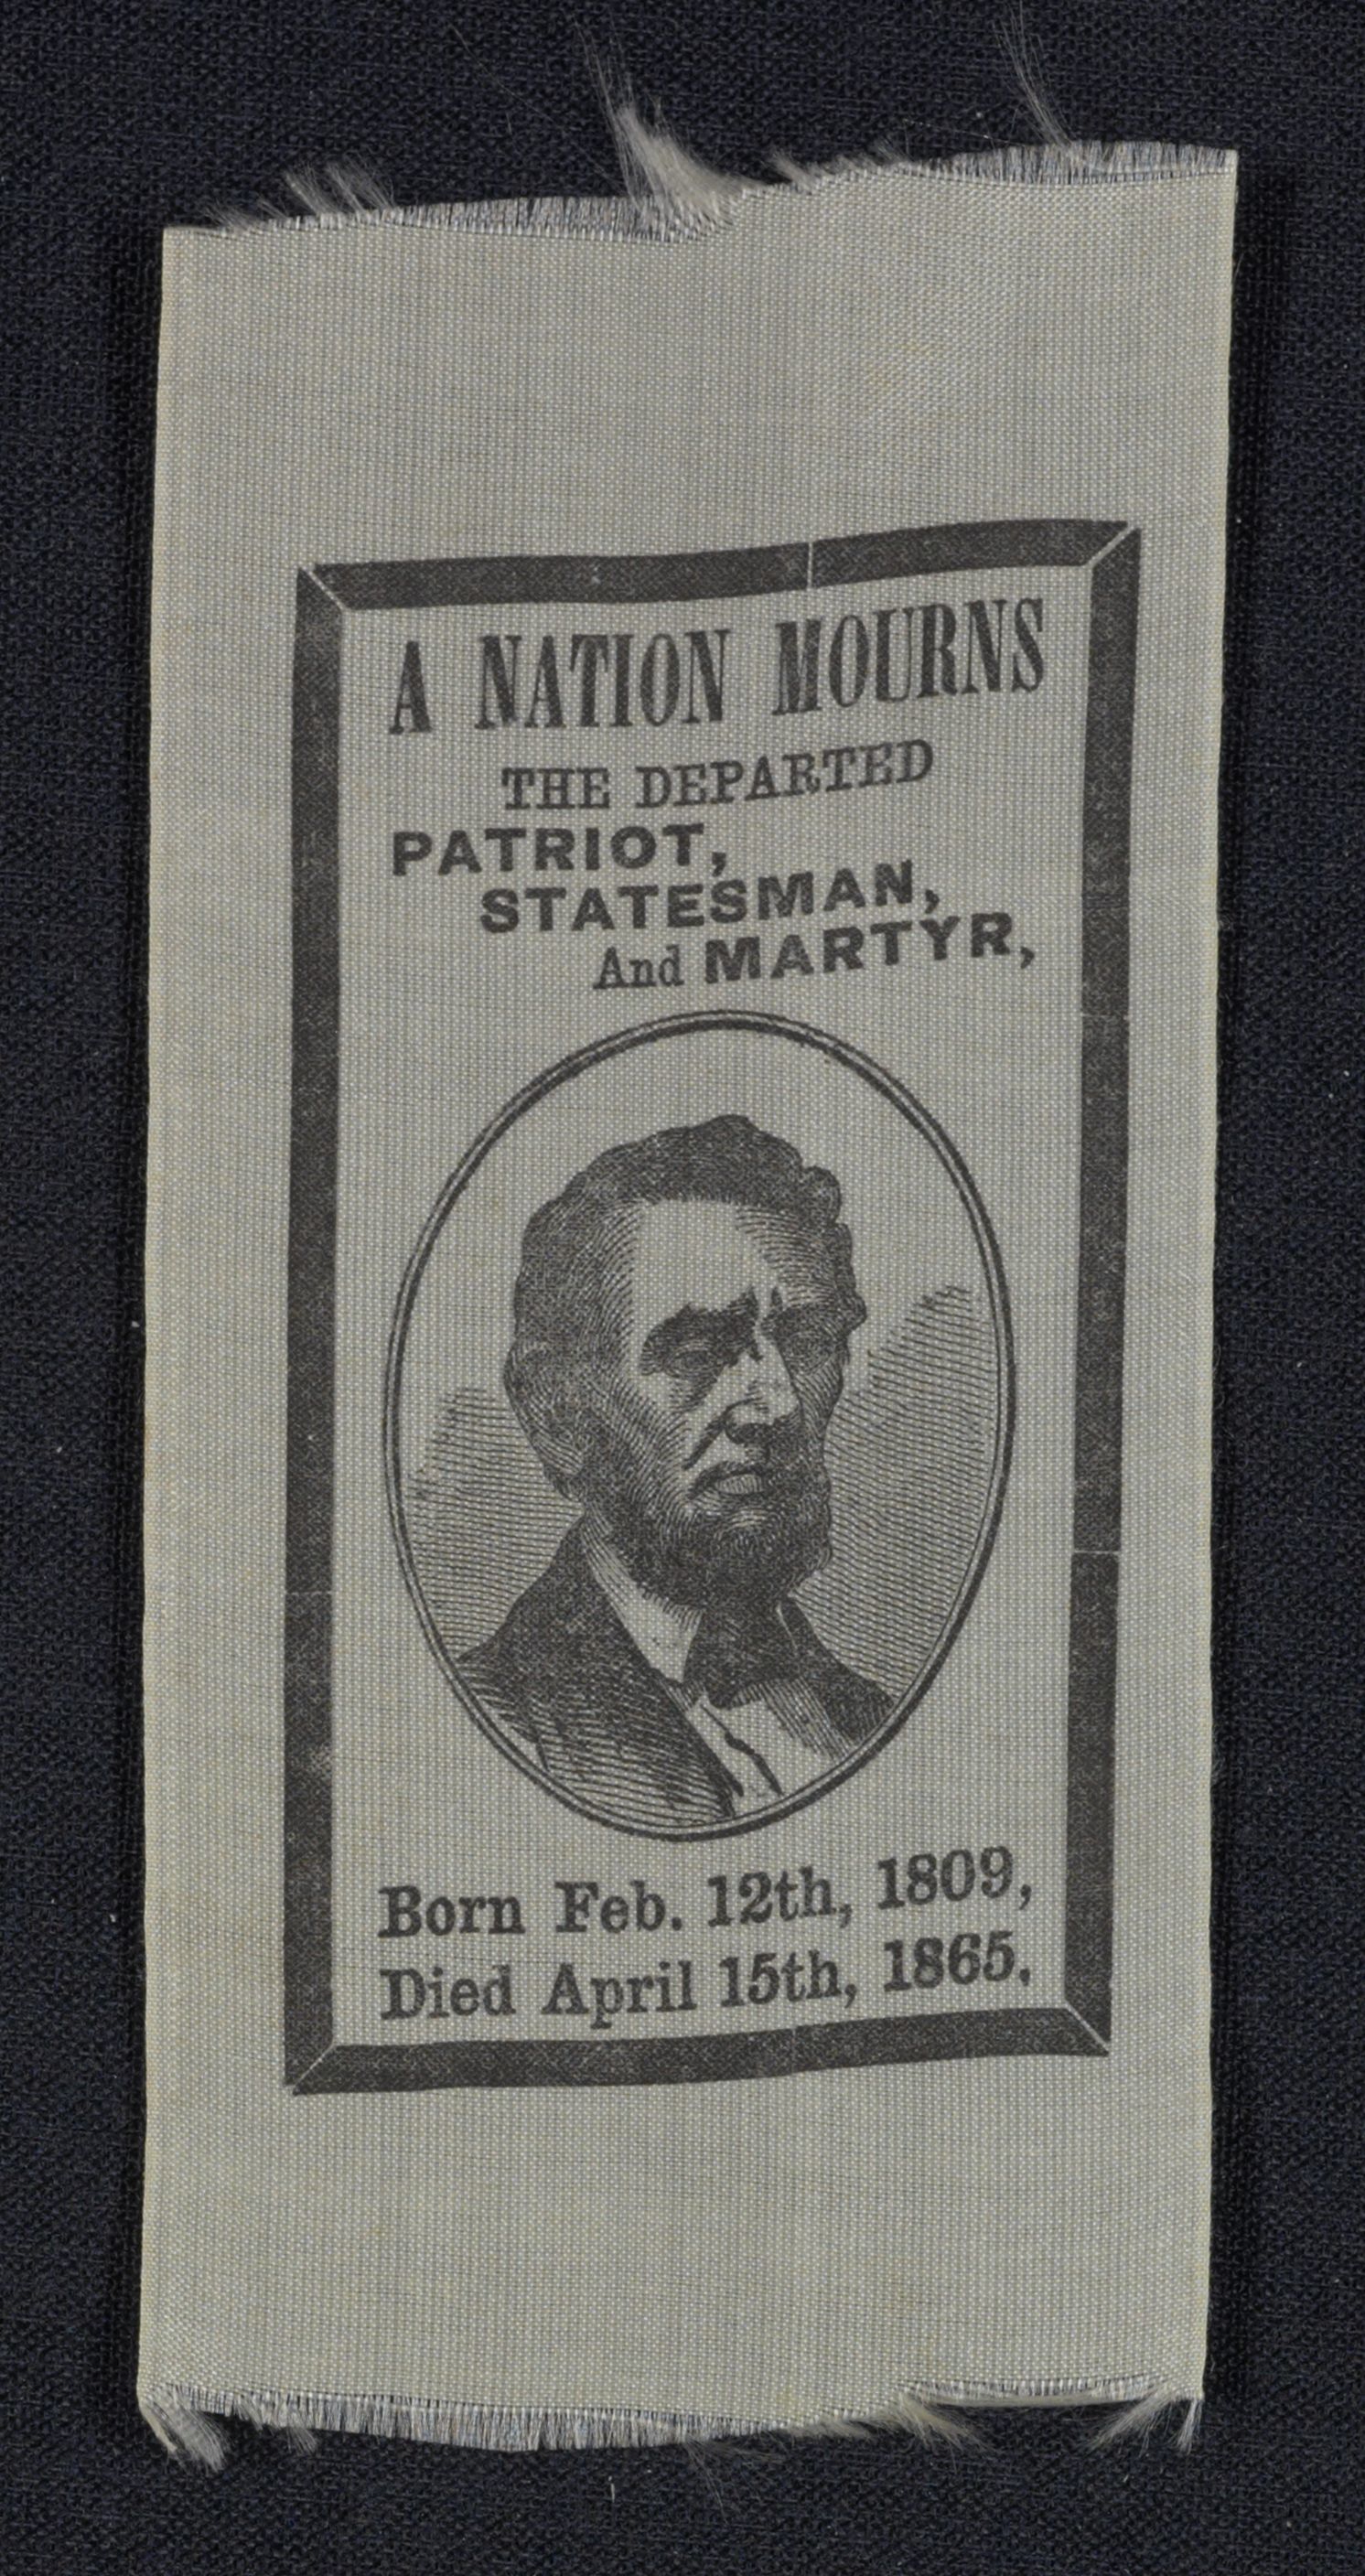 A NATION MOURNS
THE DEPARTED
PATRIOT,
STATESMAN,
And MARTYR,
Born Feb. 12th, 1809,
Died April 15th, 1865.